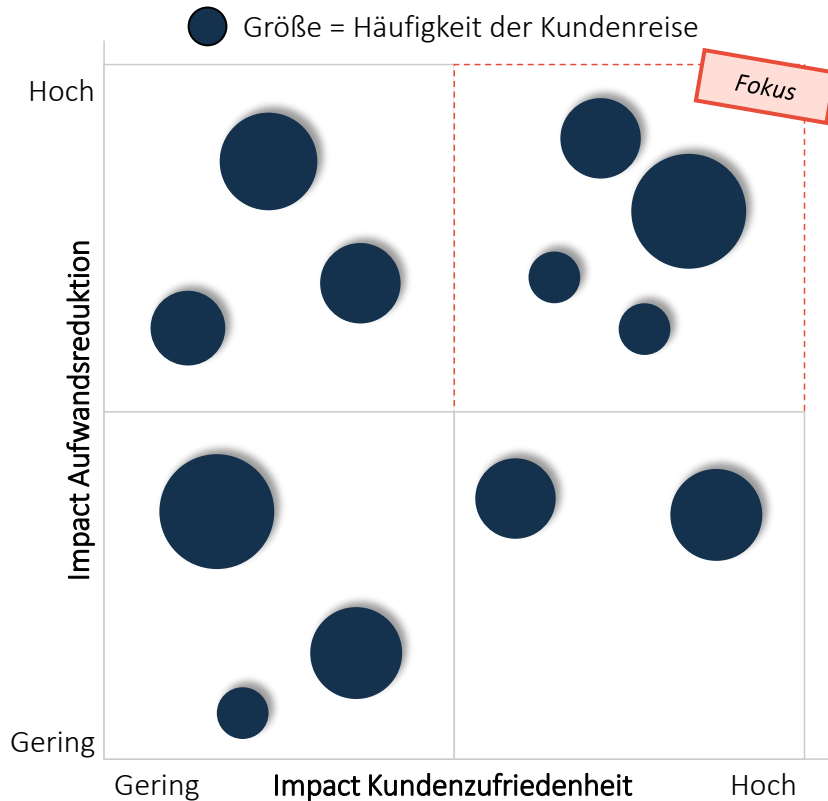 Größe = Häufigkeit der Kundenreise
Fokus
Hoch
Impact Aufwandsreduktion
Gering
Gering
Impact Kundenzufriedenheit
Hoch